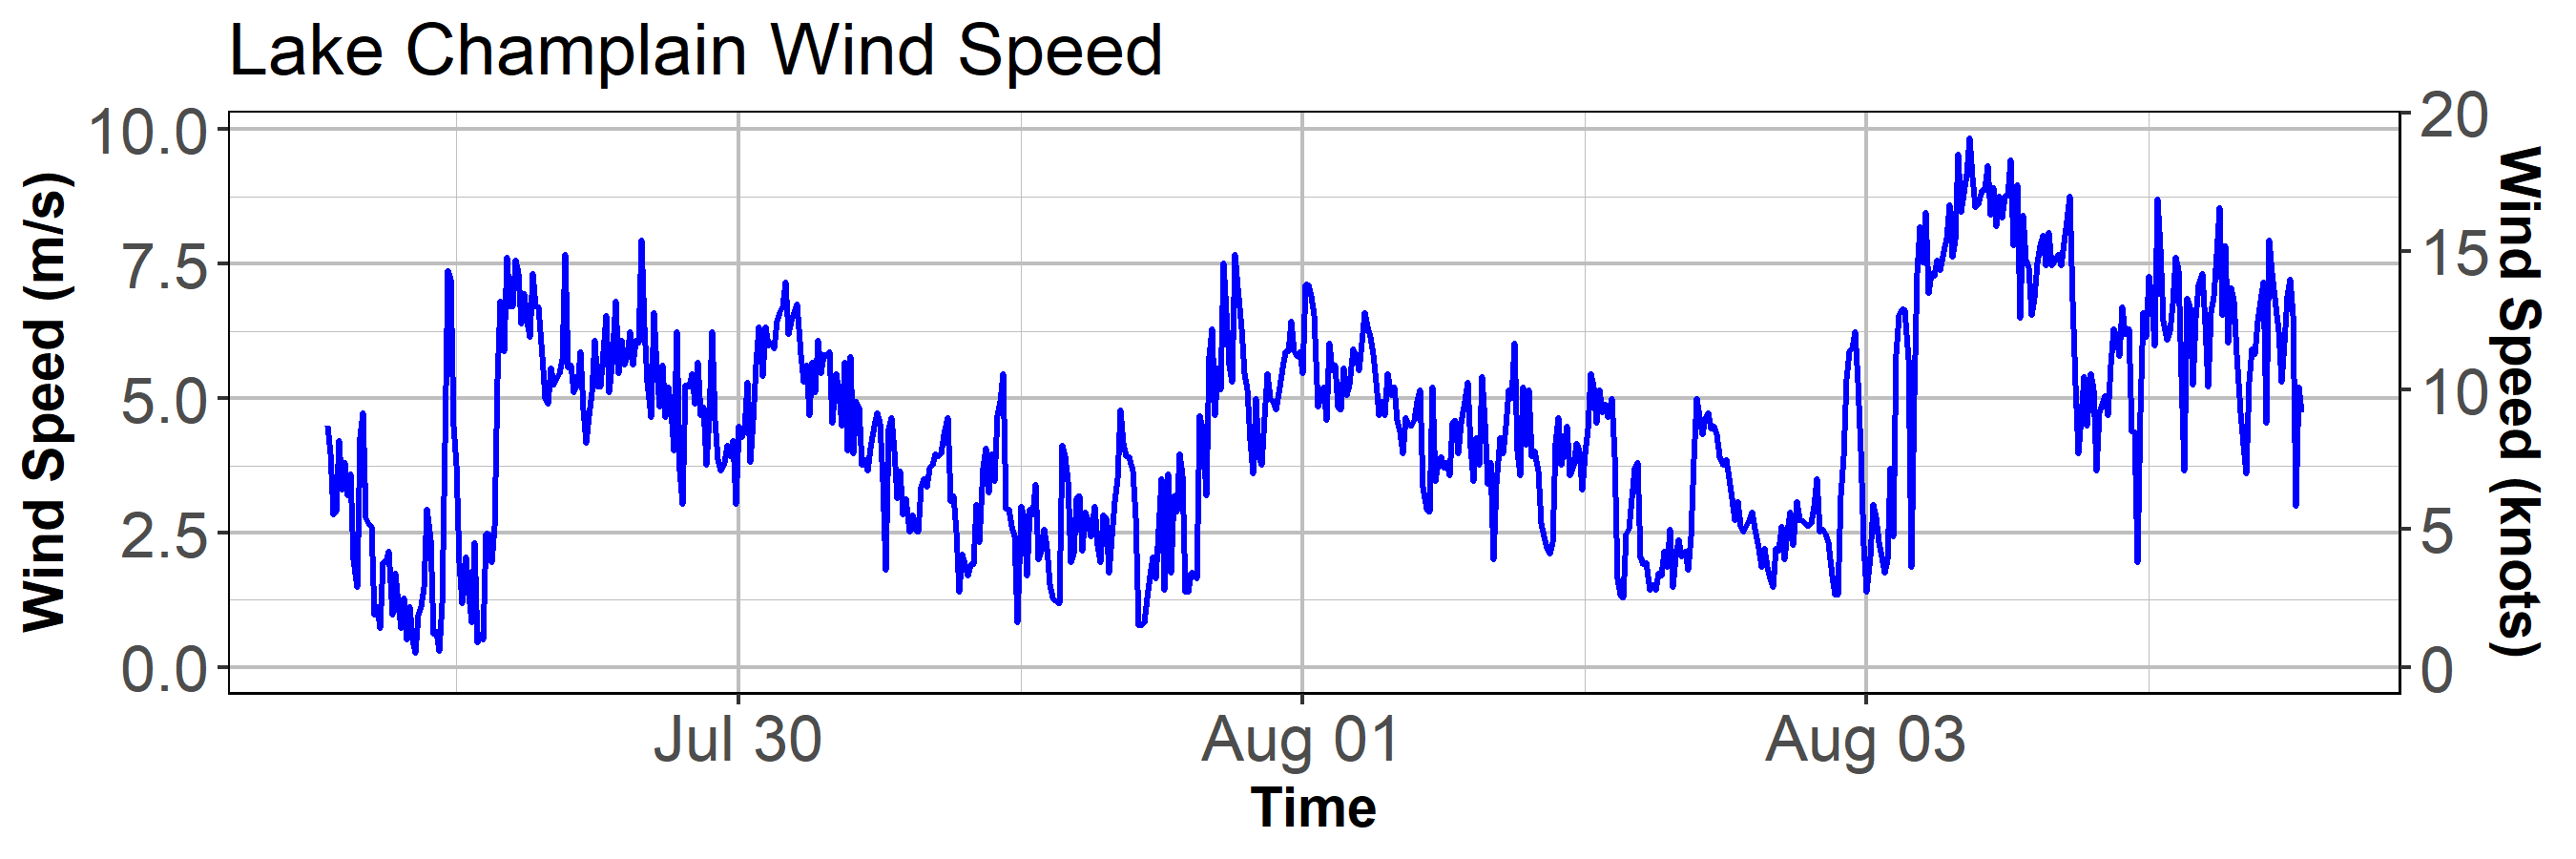 Lake Champlain Wind Speed
Wind Speed (m/s)
10.0
7.5
5.0
2.5
0.0
20
15
10
5
0
Wind Speed (knots)
Jul 30
Aug 01
Aug 03
Time